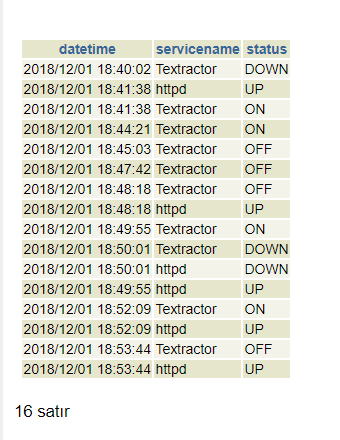 datetime servicename status
2018/12/01 18:40:02 Textractor DOWN
2018/12/01 18:41:38 httpd UP
2018/12/01 18:41:38 Textractor ON
2018/12/01 18:44:21 Textractor ON
2018/12/01 18:45:03 Textractor OFF
2018/12/01 18:47:42 Textractor OFF
2018/12/01 18:48:18 Textractor OFF
2018/12/01 18:48:18 httpd UP
2018/12/01 18:49:55 Textractor ON
2018/12/01 18:50:01 Textractor DOWN
2018/12/01 18:50:01 httpd DOWN
2018/12/01 18:49:55 httpd UP
2018/12/01 18:52:09 Textractor ON
2018/12/01 18:52:09 httpd UP
2018/12/01 18:53:44 Textractor OFF
2018/12/01 18:53:44 httpd UP
16 satır